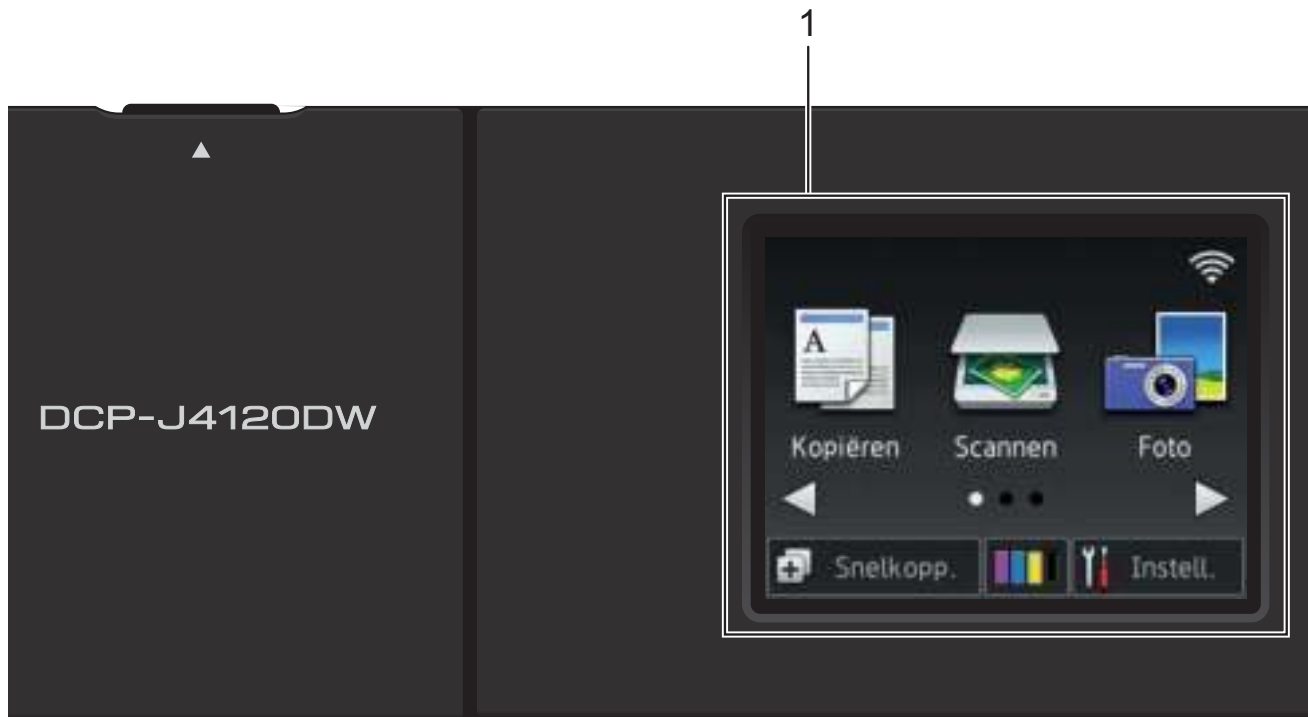 1
DCP-J4120DW
A
Kopiëren
Scannen
Foto
Snelkopp.
Instell.